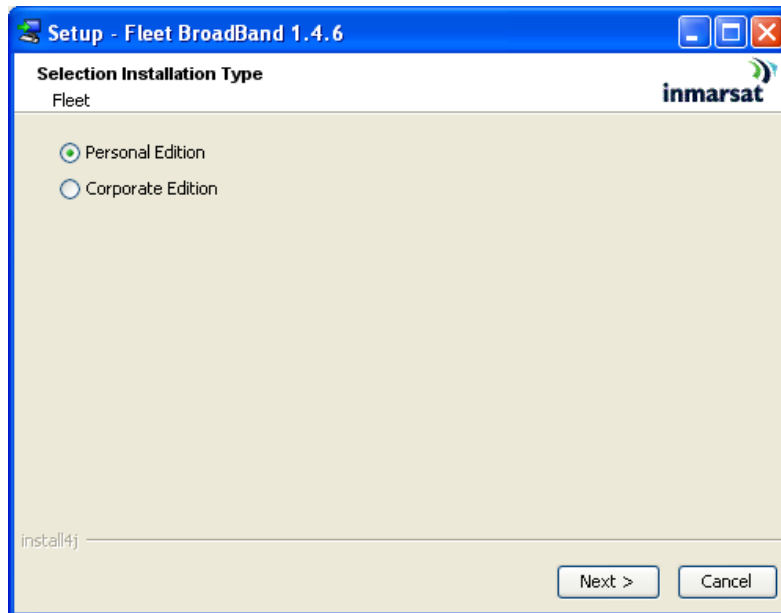 Setup - Fleet BroadBand 1.4.6
Selection Installation Type
Fleet
inmarsat
Personal Edition
Corporate Edition
install4j
Next >
Cancel